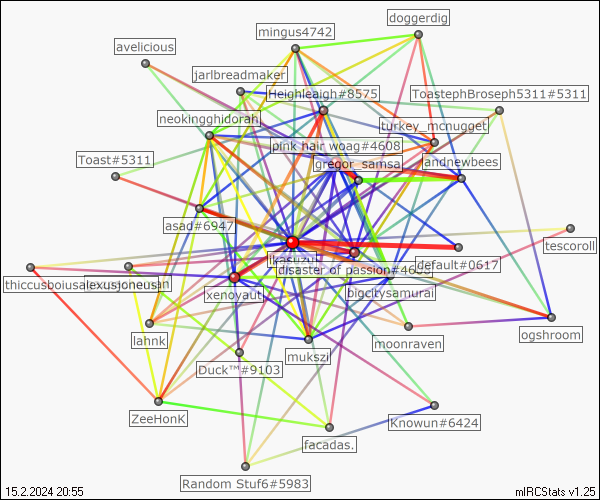 doggerdig
mingus4742
avelicious
jarlbreadmaker
Heighleaigh#8575
ToastephBroseph5311#5311
neokingghidorah
turkey_mcnugget
pink hair woag#4608
Toast#5311
gregor_samsa
andnewbees
asad#6947
tescoroll
ikasuzui
default#0617
disaster of passion#4606
thiccusboiusalexusjoneusan
xenoyaut
bigcitysamurai
lahnk
mukszi
moonraven
ogshroom
Duck™#9103
ZeeHonK
Knowun#6424
facadas.
Random Stuf6#5983
15.2.2024 20:55
mIRCStats v1.25